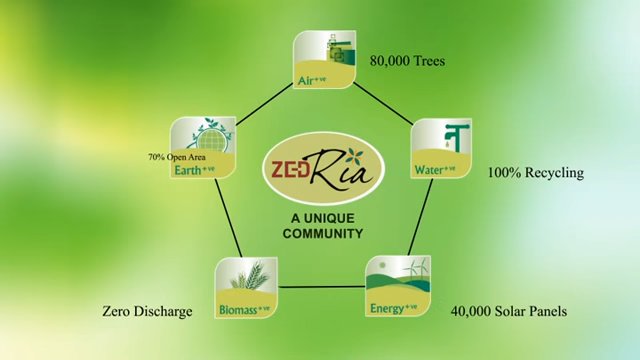 80,000 Trees
Air+ve
70% Open Area
Earth+ve
Water+ve
100% Recycling
ZED Ria
A UNIQUE
COMMUNITY
Zero Discharge
Biomass+ve
Energy+ve
40,000 Solar Panels